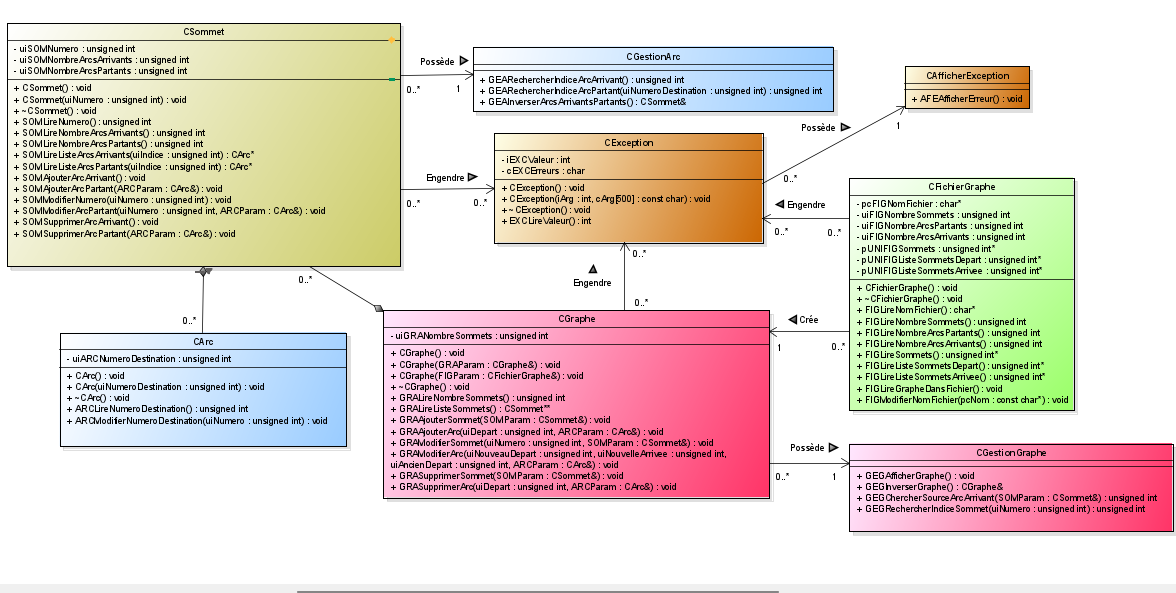 CSommet
- uiSOMNumero : unsigned int
- uiSOMNombreArcsArrivants : unsigned int
- uiSOMNombreArcsPartants : unsigned int
+ CSommet() : void
+ CSommet(uiNumero : unsigned int) : void
+ ~CSommet() : void
+ SOMLireNumero() : unsigned int
+ SOMLireNombreArcsArrivants() : unsigned int
+ SOMLireNombreArcsPartants() : unsigned int
+ SOMLireListeArcsArrivants(uiIndice : unsigned int) : CArc*
+ SOMLireListeArcsPartants(uiIndice : unsigned int) : CArc*
+ SOMAjouterArcArrivant() : void
+ SOMAjouterArcPartant(ARCParam : CArc&) : void
+ SOMModifierNumero(uiNumero : unsigned int) : void
+ SOMModifierArcPartant(uiNumero : unsigned int, ARCParam : CArc&) : void
+ SOMSupprimerArcArrivant() : void
+ SOMSupprimerArcPartant(ARCParam : CArc&) : void
Possède
0..*
1
CGestionArc
+ GEARechercherIndiceArcArrivant() : unsigned int
+ GEARechercherIndiceArcPartant(uiNumeroDestination : unsigned int) : unsigned int
+ GEAInverserArcsArrivantsPartants() : CSommet&
CAfficherException
+ AFEAfficherErreur() : void
Possède
1
0..*
CException
- iEXCValeur : int
- cEXCErreurs : char
+ CException() : void
+ CException(iArg : int, cArg[500] : const char) : void
+ ~CException() : void
+ EXCLireValeur() : int
Engendre
0..*
0..*
Engendre
0..*
0..*
CFichierGraphe
- pcFIGNomFichier : char*
- uiFIGNombreSommets : unsigned int
- uiFIGNombreArcsPartants : unsigned int
- uiFIGNombreArcsArrivants : unsigned int
- pUNIFIGSommets : unsigned int*
- pUNIFIGListeSommetsDepart : unsigned int*
- pUNIFIGListeSommetsArrivee : unsigned int*
+ CFichierGraphe() : void
+ ~CFichierGraphe() : void
+ FIGLireNomFichier() : char*
+ FIGLireNombreSommets() : unsigned int
+ FIGLireNombreArcsPartants() : unsigned int
+ FIGLireNombreArcsArrivants() : unsigned int
+ FIGLireSommets() : unsigned int*
+ FIGLireListeSommetsDepart() : unsigned int*
+ FIGLireListeSommetsArrivee() : unsigned int*
+ FIGLireGrapheDansFichier() : void
+ FIGModifierNomFichier(pcNom : const char*) : void
0..*
Engendre
0..*
0..*
0..*
CArc
- uiARCNumeroDestination : unsigned int
+ CArc() : void
+ CArc(uiNumeroDestination : unsigned int) : void
+ ~CArc() : void
+ ARCLireNumeroDestination() : unsigned int
+ ARCModifierNumeroDestination(uiNumero : unsigned int) : void
CGraphe
- uiGRANombreSommets : unsigned int
+ CGraphe() : void
+ CGraphe(GRAParam : CGraphe&) : void
+ CGraphe(FIGParam : CFichierGraphe&) : void
+ ~CGraphe() : void
+ GRALireNombreSommets() : unsigned int
+ GRALireListeSommets() : CSommet**
+ GRAAjouterSommet(SOMParam : CSommet&) : void
+ GRAAjouterArc(uiDepart : unsigned int, ARCParam : CArc&) : void
+ GRAModifierSommet(uiNumero : unsigned int, SOMParam : CSommet&) : void
+ GRAModifierArc(uiNouveauDepart : unsigned int, uiNouvelleArrivee : unsigned int,
uiAncienDepart : unsigned int, ARCParam : CArc&) : void
+ GRASupprimerSommet(SOMParam : CSommet&) : void
+ GRASupprimerArc(uiDepart : unsigned int, ARCParam : CArc&) : void
Crée
1
0..*
Possède
0..*
1
CGestionGraphe
+ GEGAfficherGraphe() : void
+ GEGInverserGraphe() : CGraphe&
+ GEGChercherSourceArcArrivant(SOMParam : CSommet&) : unsigned int
+ GEGRechercherIndiceSommet(uiNumero : unsigned int) : unsigned int